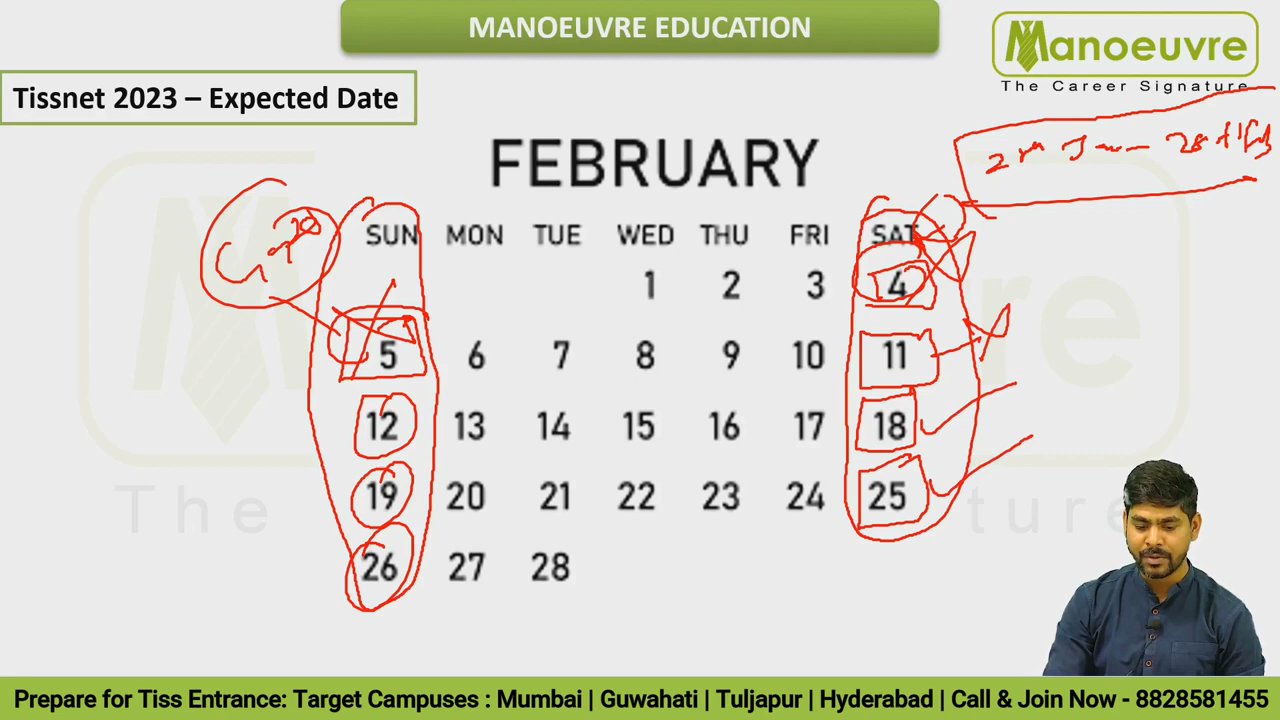 MANOEUVRE EDUCATION
Manoeuvre
The Career Signature
Tissnet 2023 – Expected Date
FEBRUARY
SUN MON TUE WED THU FRI SAT
1 2 3 4
5 6 7 8 9 10 11
12 13 14 15 16 17 18
19 20 21 22 23 24 25
26 27 28
Prepare for Tiss Entrance: Target Campuses : Mumbai | Guwahati | Tuljapur | Hyderabad | Call & Join Now - 8828581455